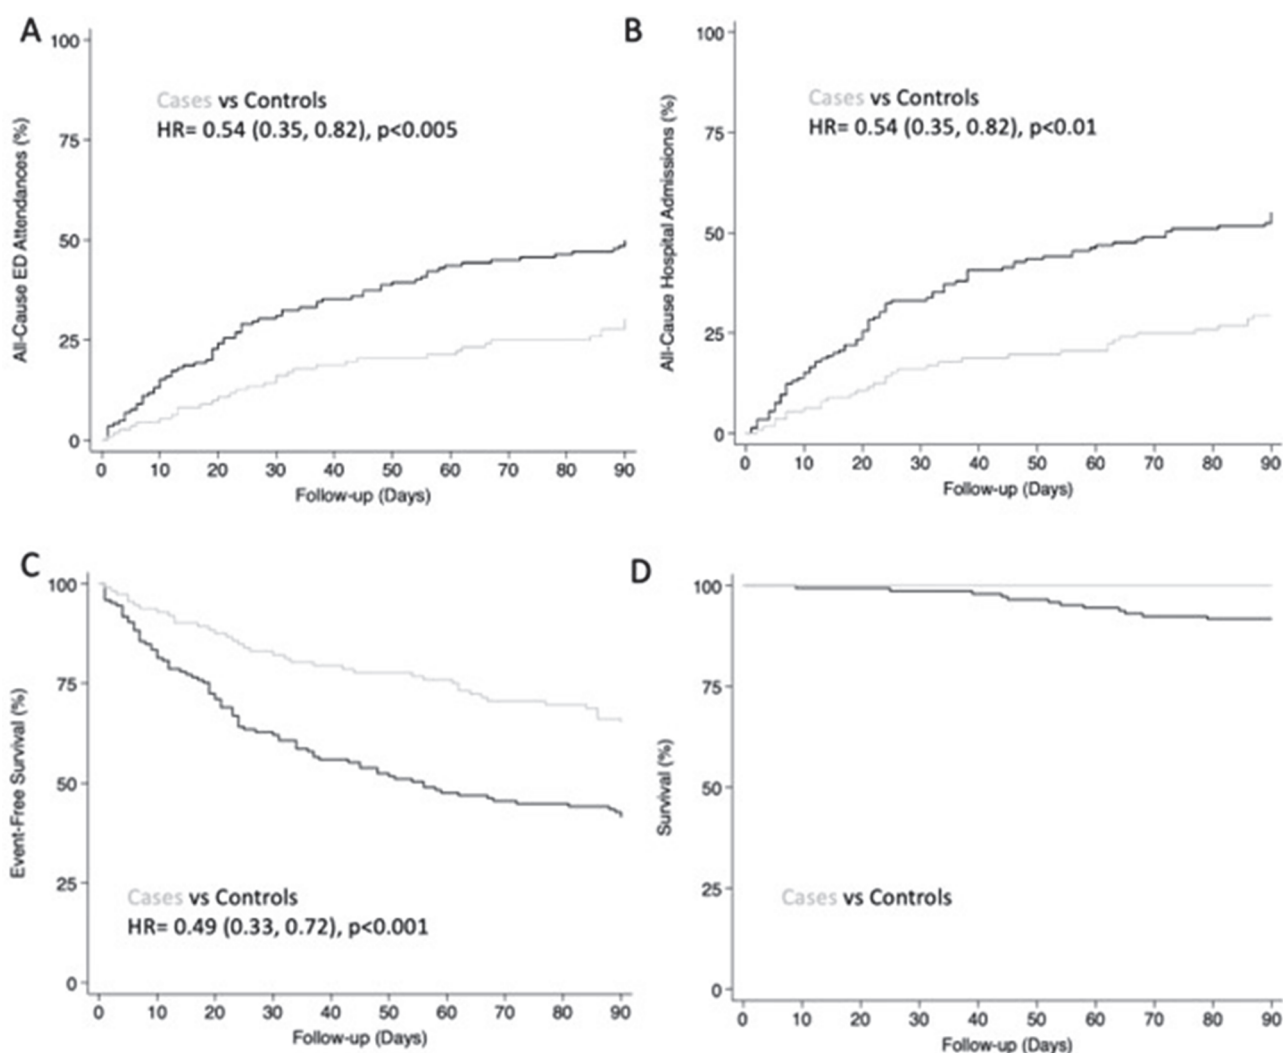 A
All-Cause ED Attendances (%)
100
75
50
25
0
Cases vs Controls
HR= 0.54 (0.35, 0.82), p<0.005
0 10 20 30 40 50 60 70 80 90
Follow-up (Days)
B
All-Cause Hospital Admissions (%)
100
75
50
25
0
Cases vs Controls
HR= 0.54 (0.35, 0.82), p<0.01
0 10 20 30 40 50 60 70 80 90
Follow-up (Days)
C
Event-Free Survival (%)
100
75
50
25
0
Cases vs Controls
HR= 0.49 (0.33, 0.72), p<0.001
0 10 20 30 40 50 60 70 80 90
Follow-up (Days)
D
Survival (%)
100
75
50
25
0
Cases vs Controls
0 10 20 30 40 50 60 70 80 90
Follow-up (Days)